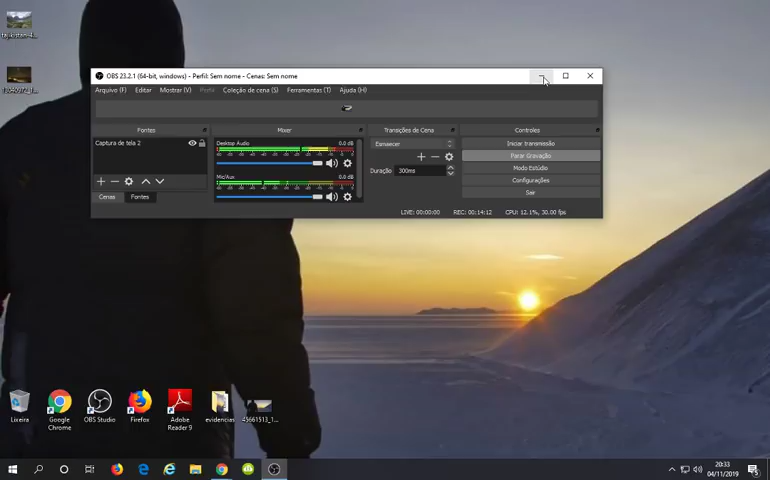 tajikistan-4...
13040972_1...
OBS 23.2.1 (64-bit, windows) - Perfil: Sem nome - Cenas: Sem nome
Arquivo (F) Editar Mostrar (V) Perfil Coleção de cena (S) Ferramentas (T) Ajuda (H)
Fontes Mixer Transições de Cena Controles
Captura de tela 2
Cenas Fontes
Desktop Audio 0.0 dB
Mic/Aux 0.0 dB
Esmaecer
Duração 300ms
Iniciar transmissão
Parar Gravação
Modo Estúdio
Configurações
Sair
LIVE: 00:00:00 REC: 00:14:12 CPU: 12.1%, 30.00 fps
Lixeira
Google Chrome
OBS Studio
Firefox
Adobe Reader 9
evidencias
45661513_1...
20:33
04/11/2019